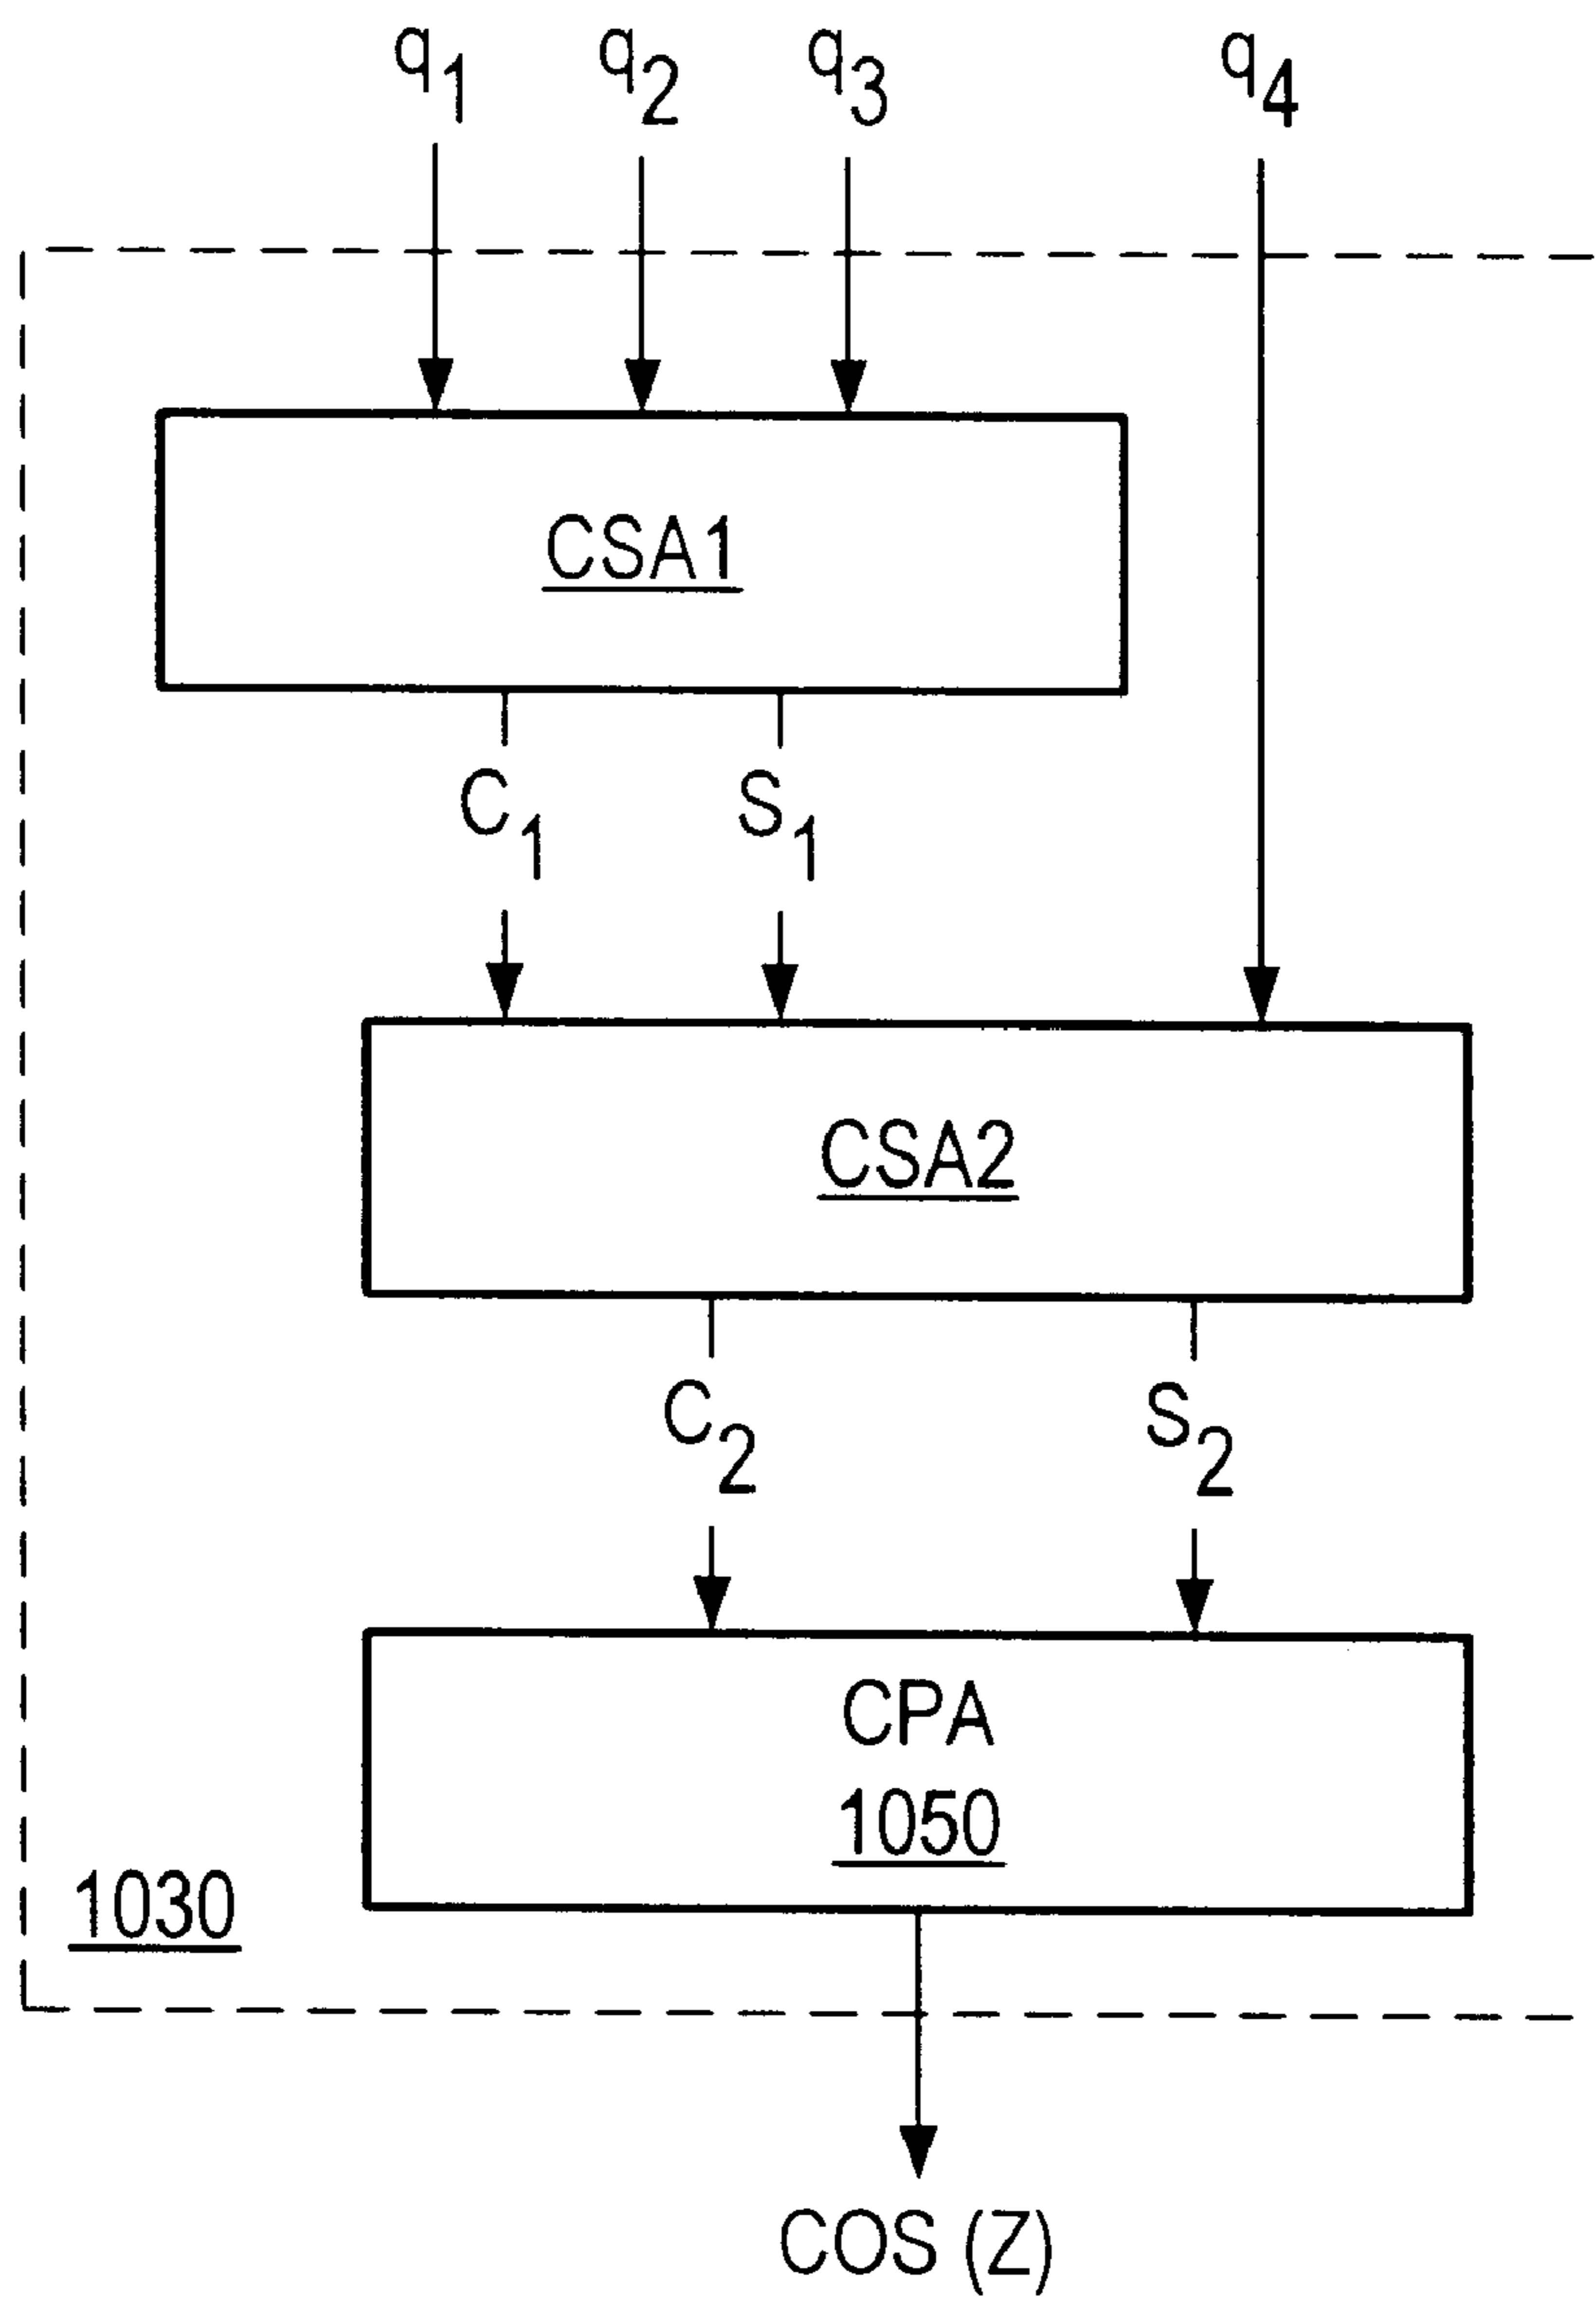 q1 q2 q3 q4
CSA1
C1 S1
CSA2
C2 S2
CPA
1050
1030
COS (Z)